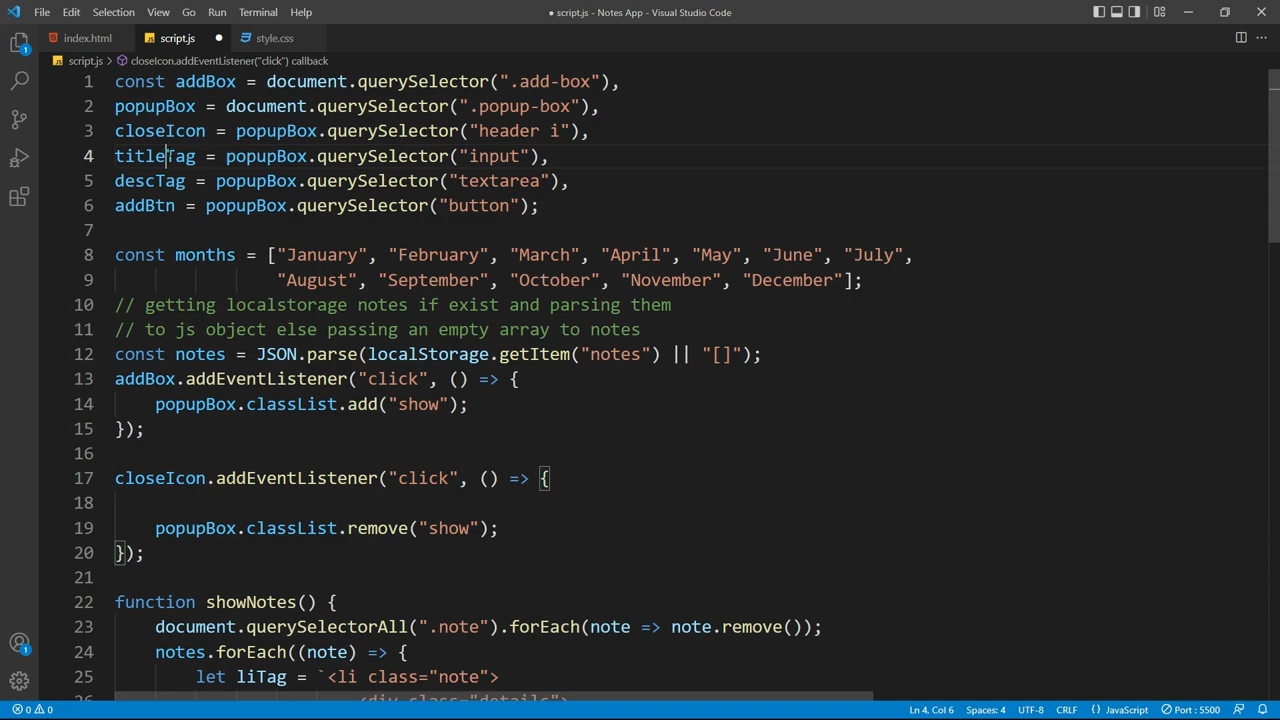 File Edit Selection View Go Run Terminal Help ● script.js - Notes App - Visual Studio Code
index.html JS script.js ● style.css
JS script.js > closeIcon.addEventListener("click") callback
1 const addBox = document.querySelector(".add-box"),
2 popupBox = document.querySelector(".popup-box"),
3 closeIcon = popupBox.querySelector("header i"),
4 titleTag = popupBox.querySelector("input"),
5 descTag = popupBox.querySelector("textarea"),
6 addBtn = popupBox.querySelector("button");
7
8 const months = ["January", "February", "March", "April", "May", "June", "July",
9 "August", "September", "October", "November", "December"];
10 // getting localstorage notes if exist and parsing them
11 // to js object else passing an empty array to notes
12 const notes = JSON.parse(localStorage.getItem("notes") || "[]");
13 addBox.addEventListener("click", () => {
14 popupBox.classList.add("show");
15 });
16
17 closeIcon.addEventListener("click", () => {
18
19 popupBox.classList.remove("show");
20 });
21
22 function showNotes() {
23 document.querySelectorAll(".note").forEach(note => note.remove());
24 notes.forEach((note) => {
25 let liTag = `<li class="note">
26 <div class="details">
1
1
0 0 Ln 4, Col 6 Spaces: 4 UTF-8 CRLF {} JavaScript Port : 5500